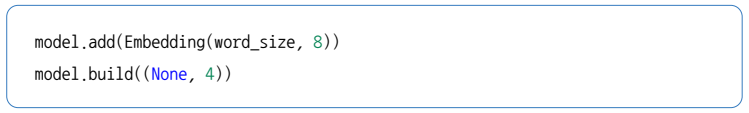 model.add(Embedding(word_size, 8))
model.build((None, 4))